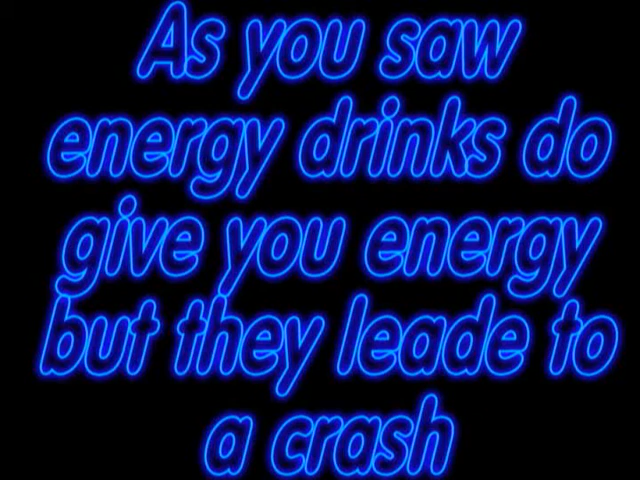 As you saw
energy drinks do
give you energy
but they leade to
a crash